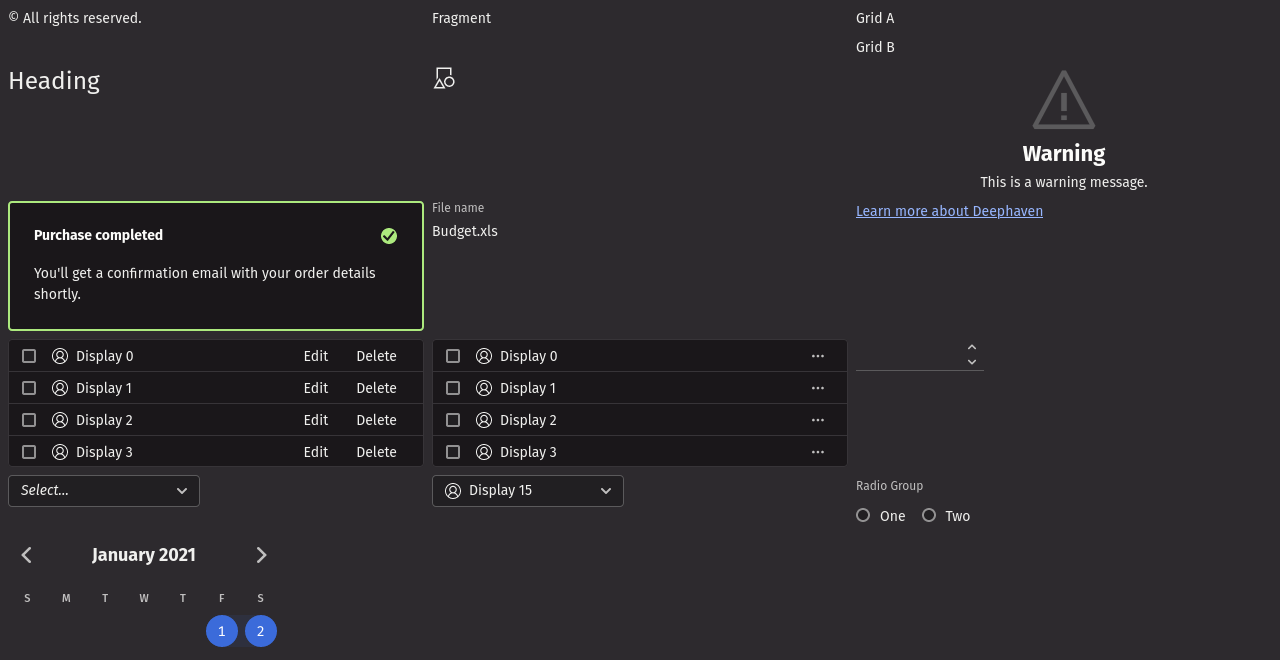 © All rights reserved.
Fragment
Grid A
Grid B
Heading
Warning
This is a warning message.
Purchase completed
You'll get a confirmation email with your order details
shortly.
File name
Budget.xls
Learn more about Deephaven
Display 0 Edit Delete
Display 1 Edit Delete
Display 2 Edit Delete
Display 3 Edit Delete
Display 0
Display 1
Display 2
Display 3
Select...
Display 15
Radio Group
One Two
January 2021
S M T W T F S
1 2